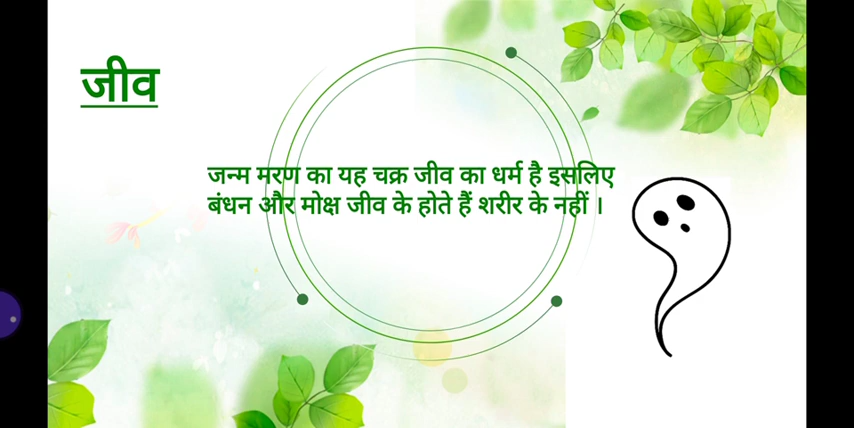 जीव
जन्म मरण का यह चक्र जीव का धर्म है इसलिए
बंधन और मोक्ष जीव के होते हैं शरीर के नहीं ।